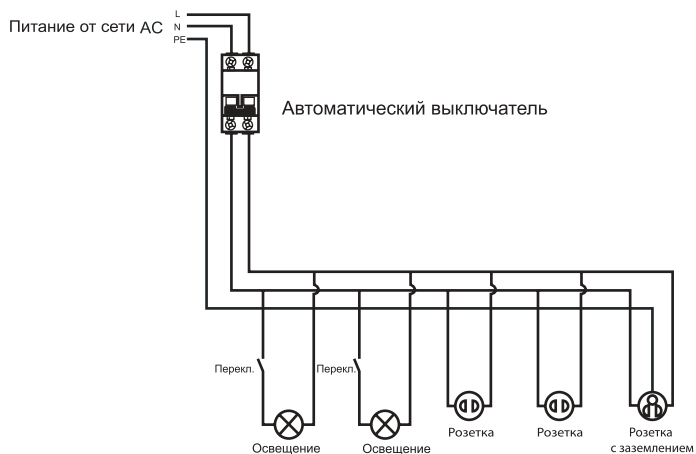 L
Питание от сети AC
N
PE
Автоматический выключатель
Перекл.
Перекл.
Освещение
Освещение
Розетка
Розетка
Розетка
с заземлением